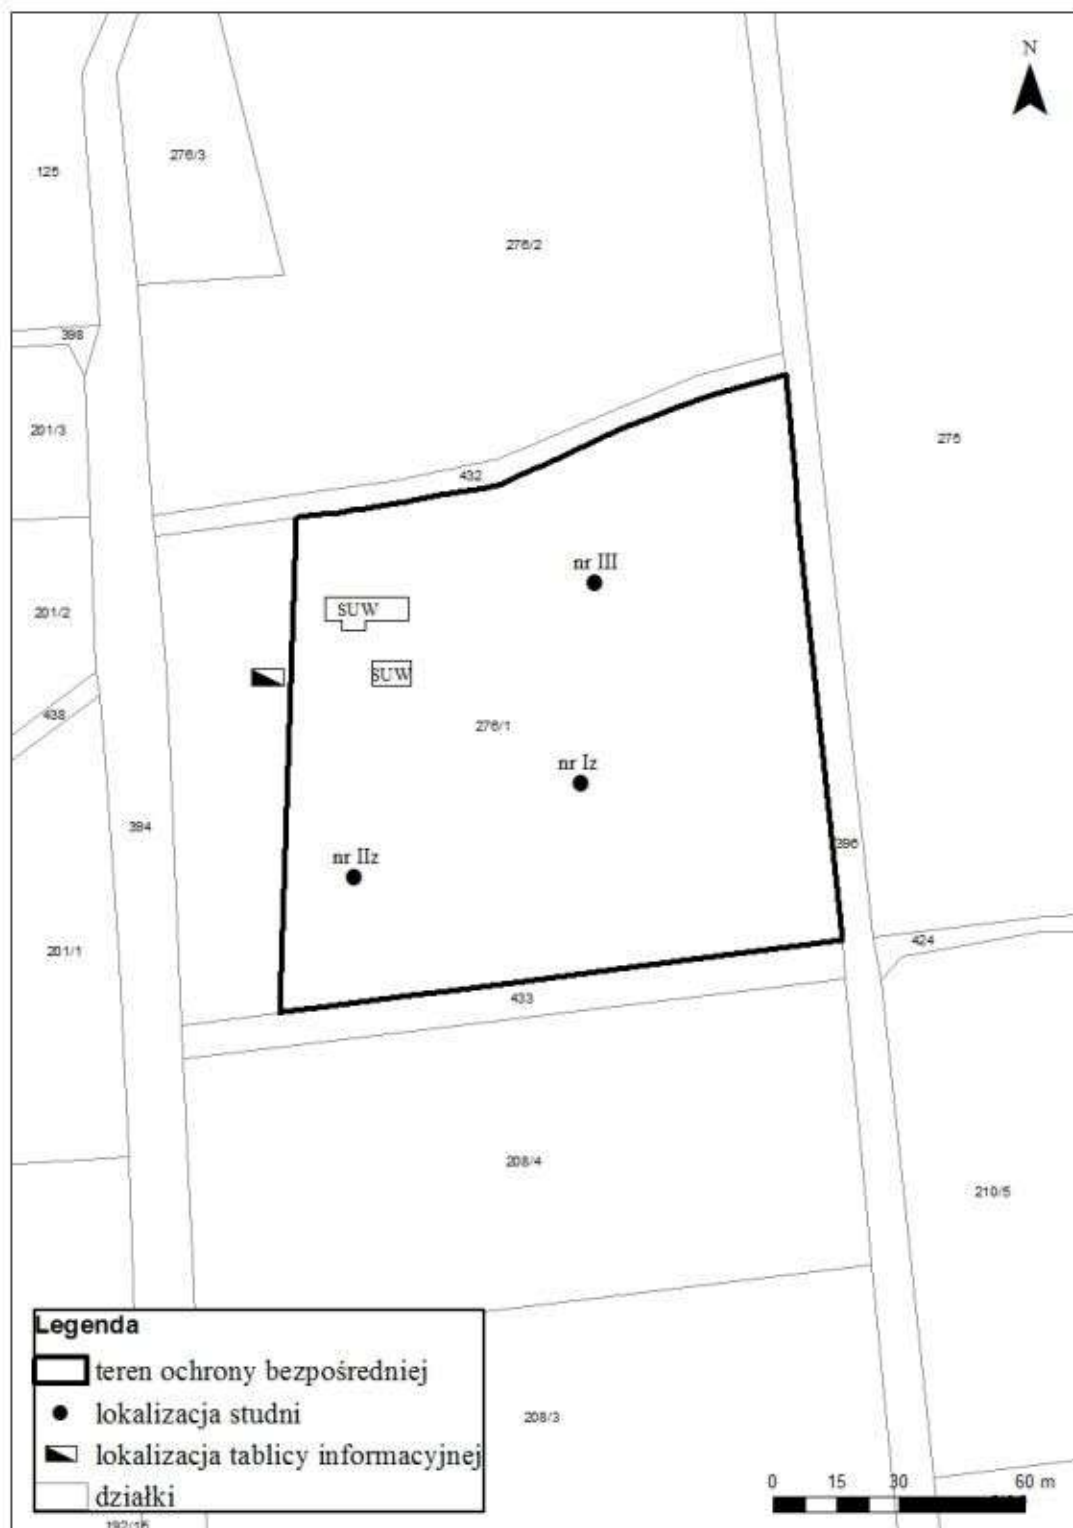 N
276/3
125
276/2
398
201/3
275
432
nr III
SUW
201/2
SUW
438
276/1
nr Iz
394
396
nr IIz
424
201/1
433
208/4
210/5
Legenda
teren ochrony bezpośredniej
lokalizacja studni
lokalizacja tablicy informacyjnej
działki
208/3
0 15 30 60 m